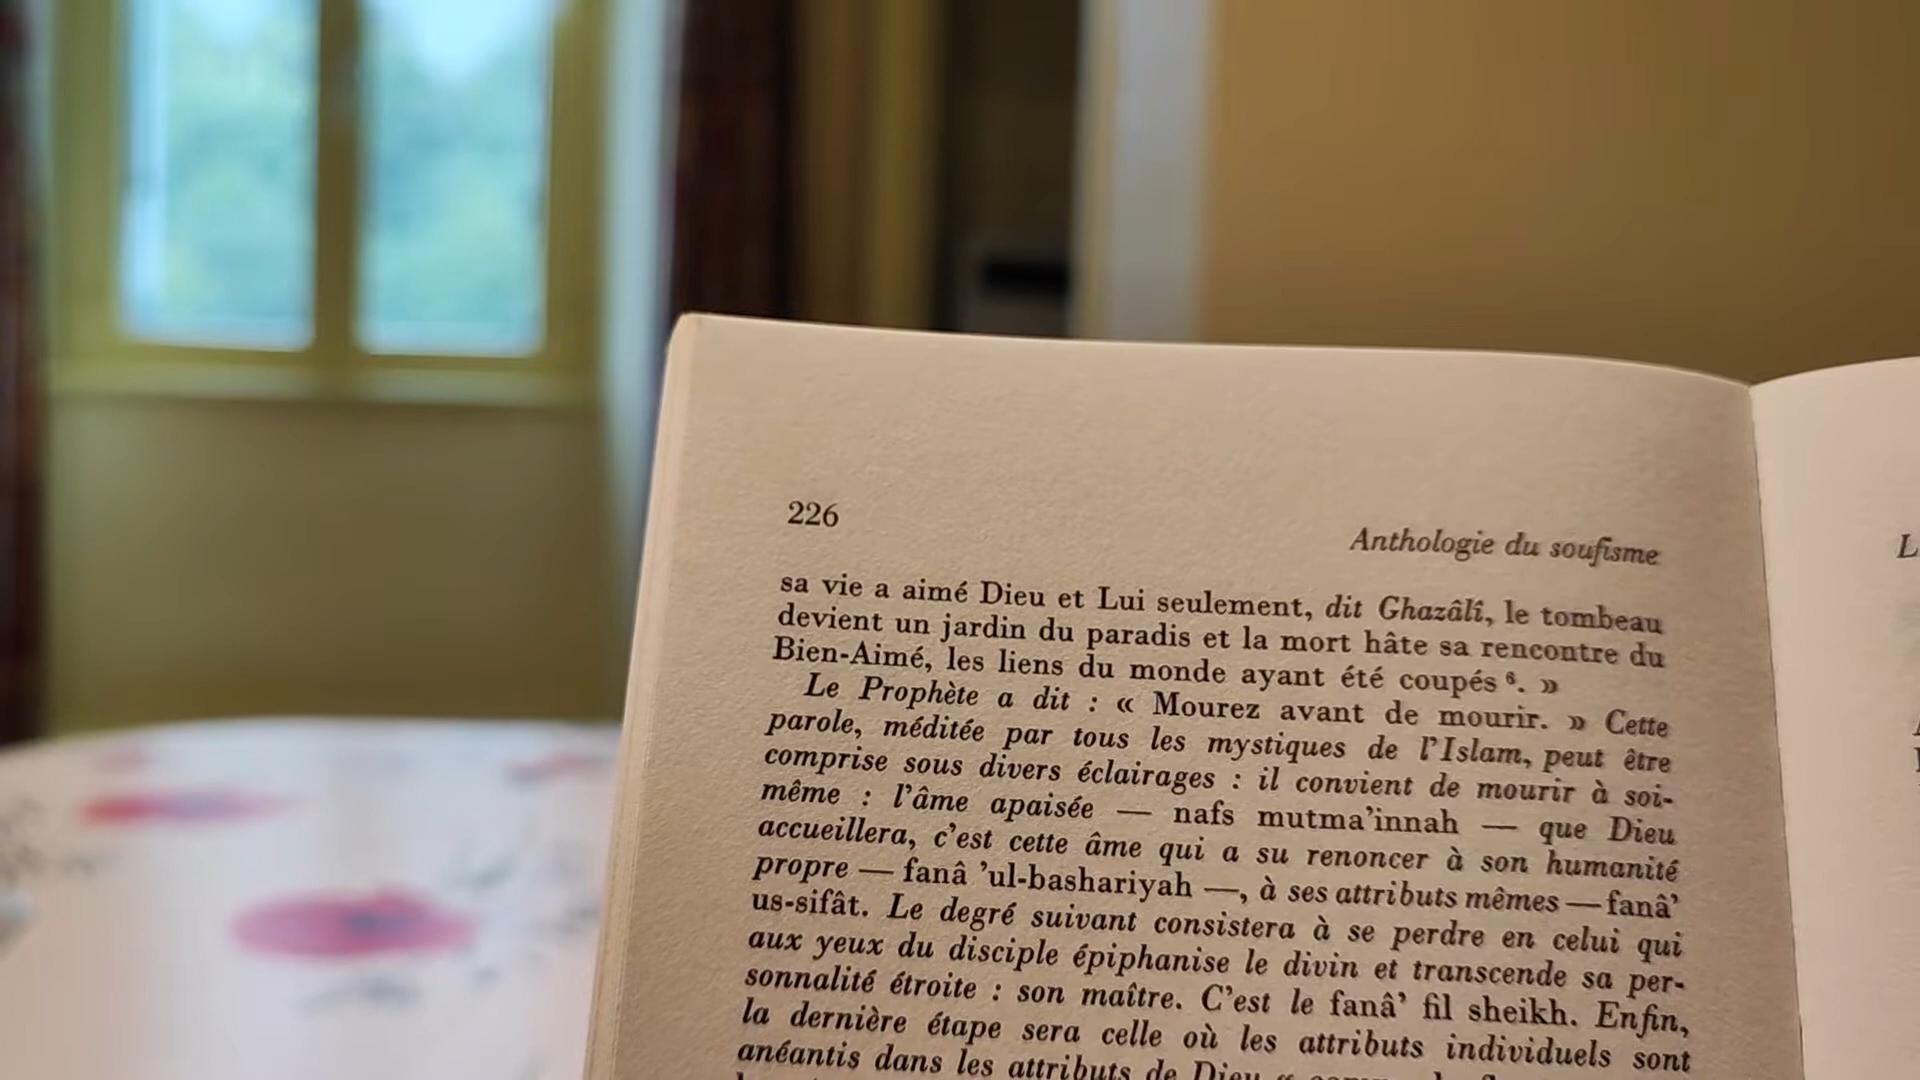 226
Anthologie du soufisme
sa vie a aimé Dieu et Lui seulement, dit Ghazâlî, le tombeau
devient un jardin du paradis et la mort hâte sa rencontre du
Bien-Aimé, les liens du monde ayant été coupés ⁶. »
Le Prophète a dit : « Mourez avant de mourir. » Cette
parole, méditée par tous les mystiques de l'Islam, peut être
comprise sous divers éclairages : il convient de mourir à soi-
même : l'âme apaisée — nafs mutma'innah — que Dieu
accueillera, c'est cette âme qui a su renoncer à son humanité
propre — fanâ 'ul-bashariyah —, à ses attributs mêmes — fanâ'
us-sifât. Le degré suivant consistera à se perdre en celui qui
aux yeux du disciple épiphanise le divin et transcende sa per-
sonnalité étroite : son maître. C'est le fanâ' fil sheikh. Enfin,
la dernière étape sera celle où les attributs individuels sont
anéantis dans les attributs de Dieu «
L